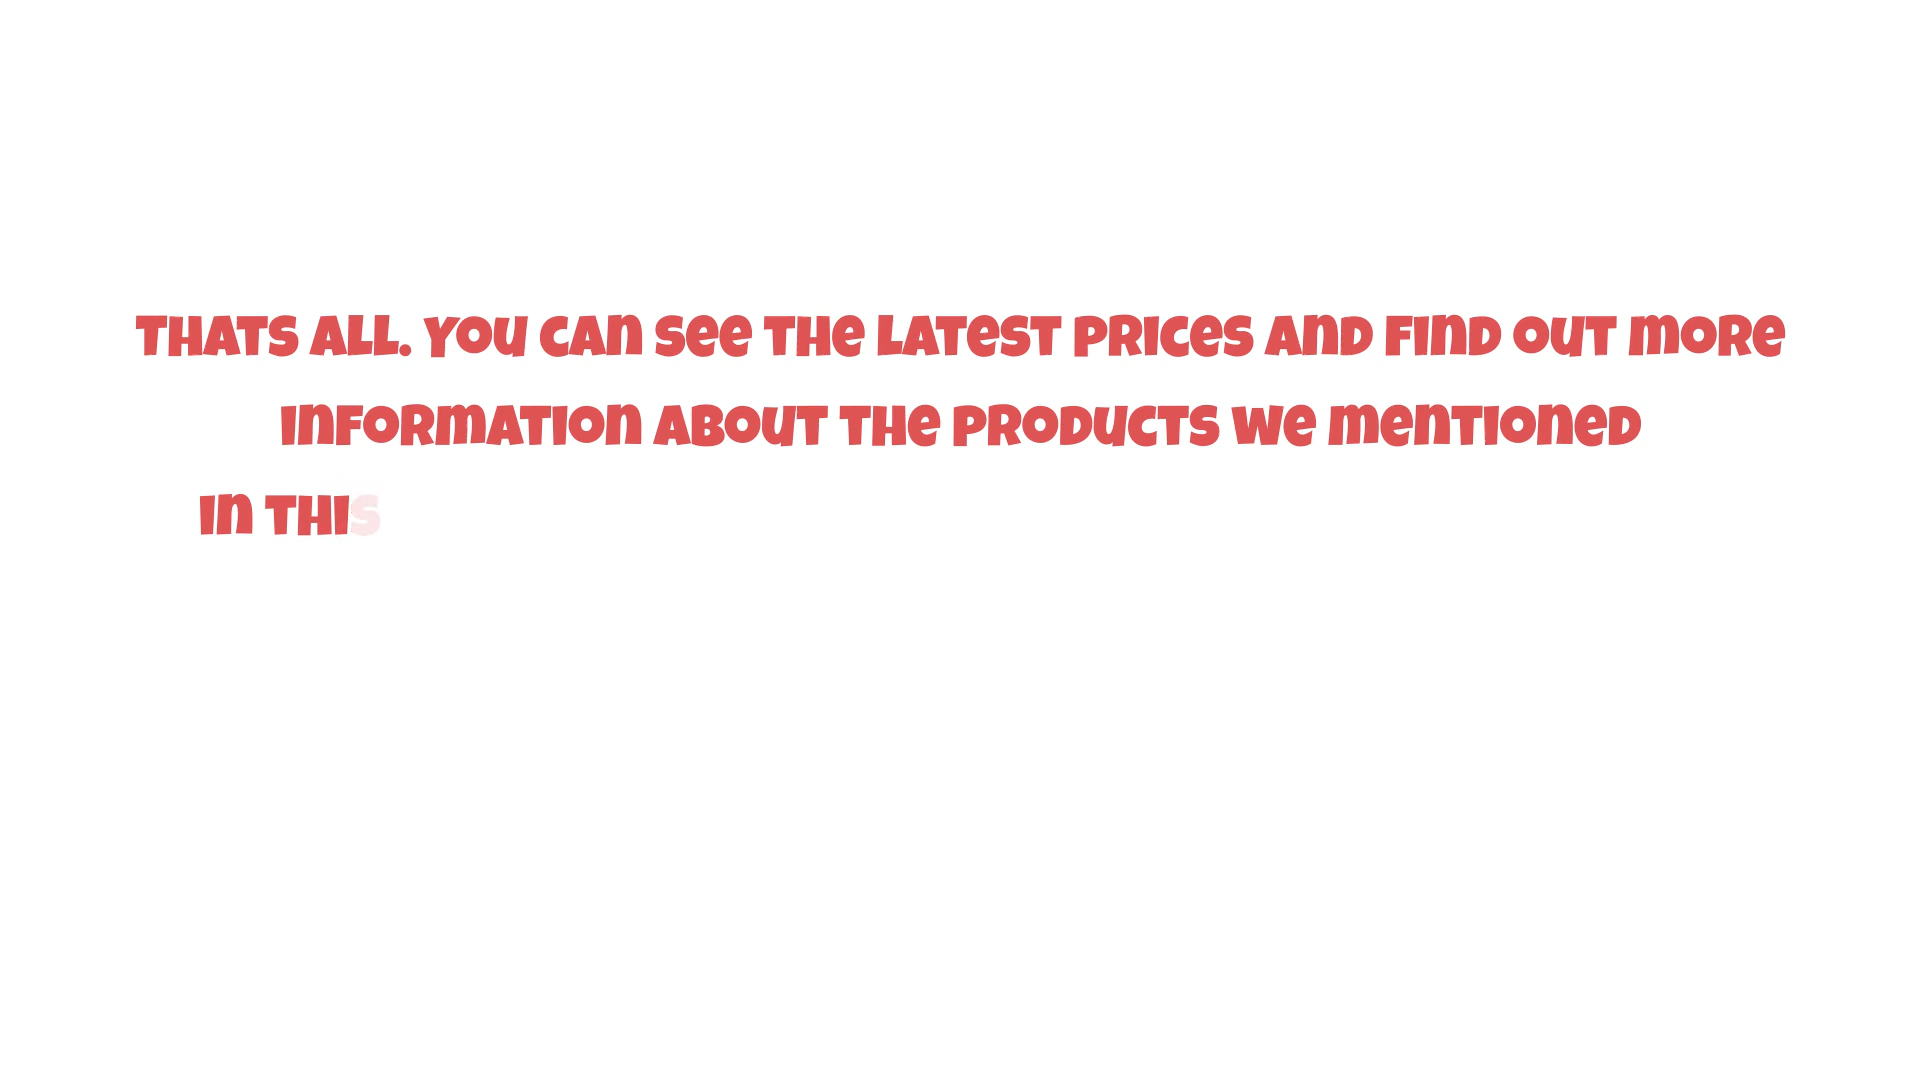 THATS ALL. YOU CAN SEE THE LATEST PRICES AND FIND OUT MORE
INFORMATION ABOUT THE PRODUCTS WE MENTIONED
IN THIS